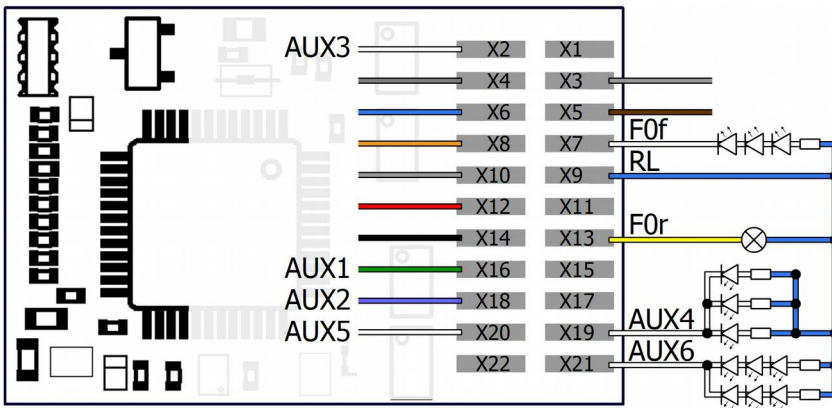 AUX3 X2 X1
X4 X3
X6 X5
X8 X7 F0f
X10 X9 RL
X12 X11
X14 X13 F0r
AUX1 X16 X15
AUX2 X18 X17
AUX5 X20 X19 AUX4
X22 X21 AUX6